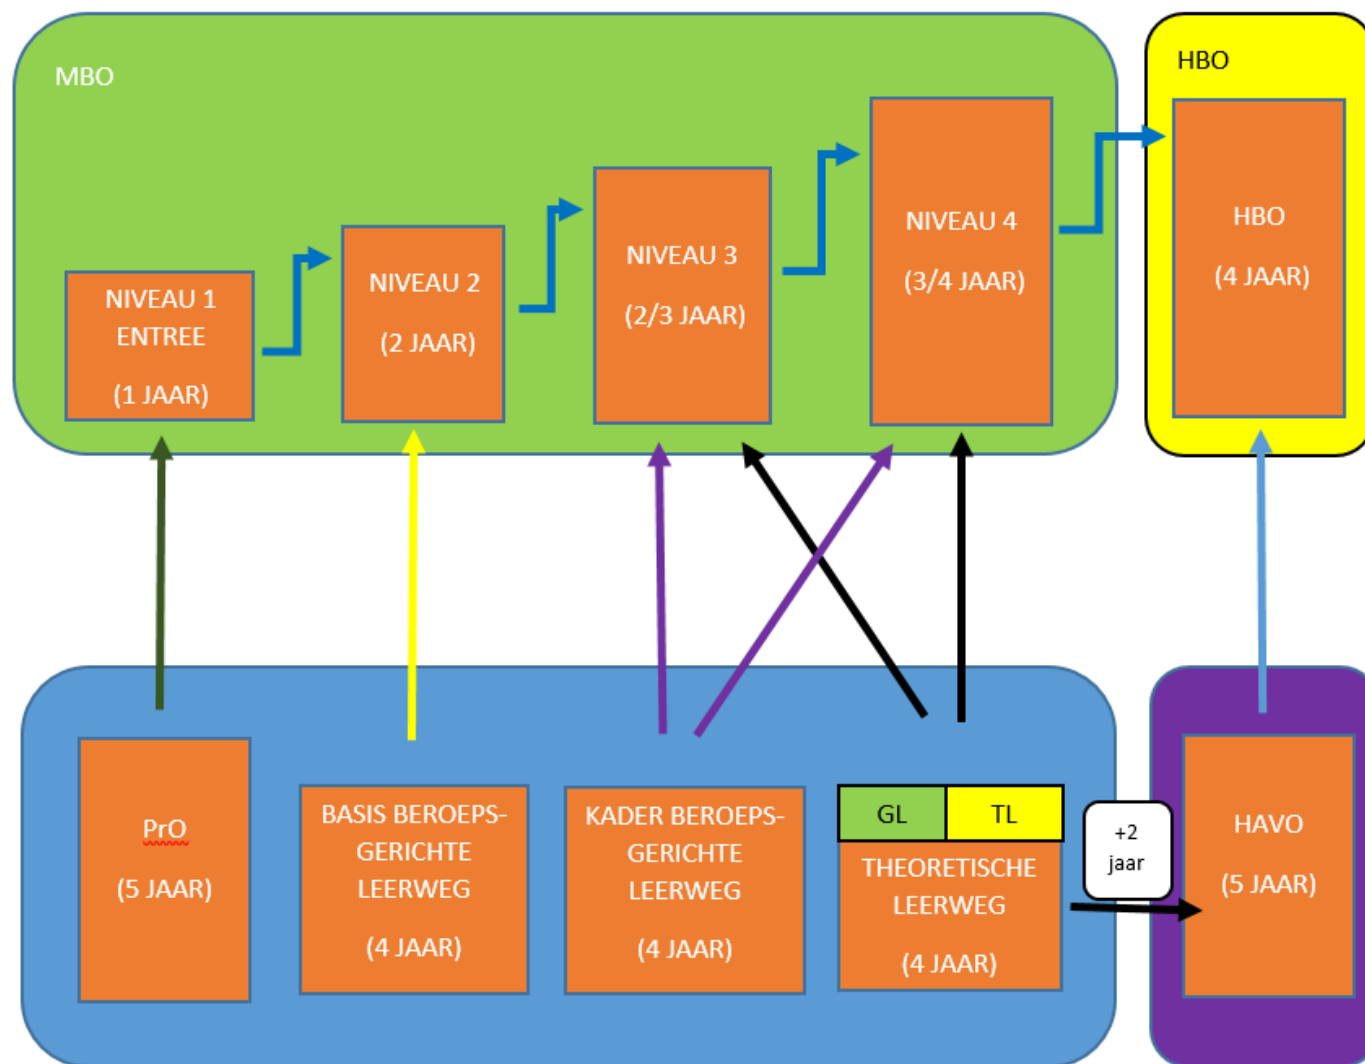 MBO
NIVEAU 1
ENTREE
(1 JAAR)
NIVEAU 2
(2 JAAR)
NIVEAU 3
(2/3 JAAR)
NIVEAU 4
(3/4 JAAR)
HBO
HBO
(4 JAAR)
PrO
(5 JAAR)
BASIS BEROEPS-
GERICHTE
LEERWEG
(4 JAAR)
KADER BEROEPS-
GERICHTE
LEERWEG
(4 JAAR)
GL
TL
THEORETISCHE
LEERWEG
(4 JAAR)
+2
jaar
HAVO
(5 JAAR)